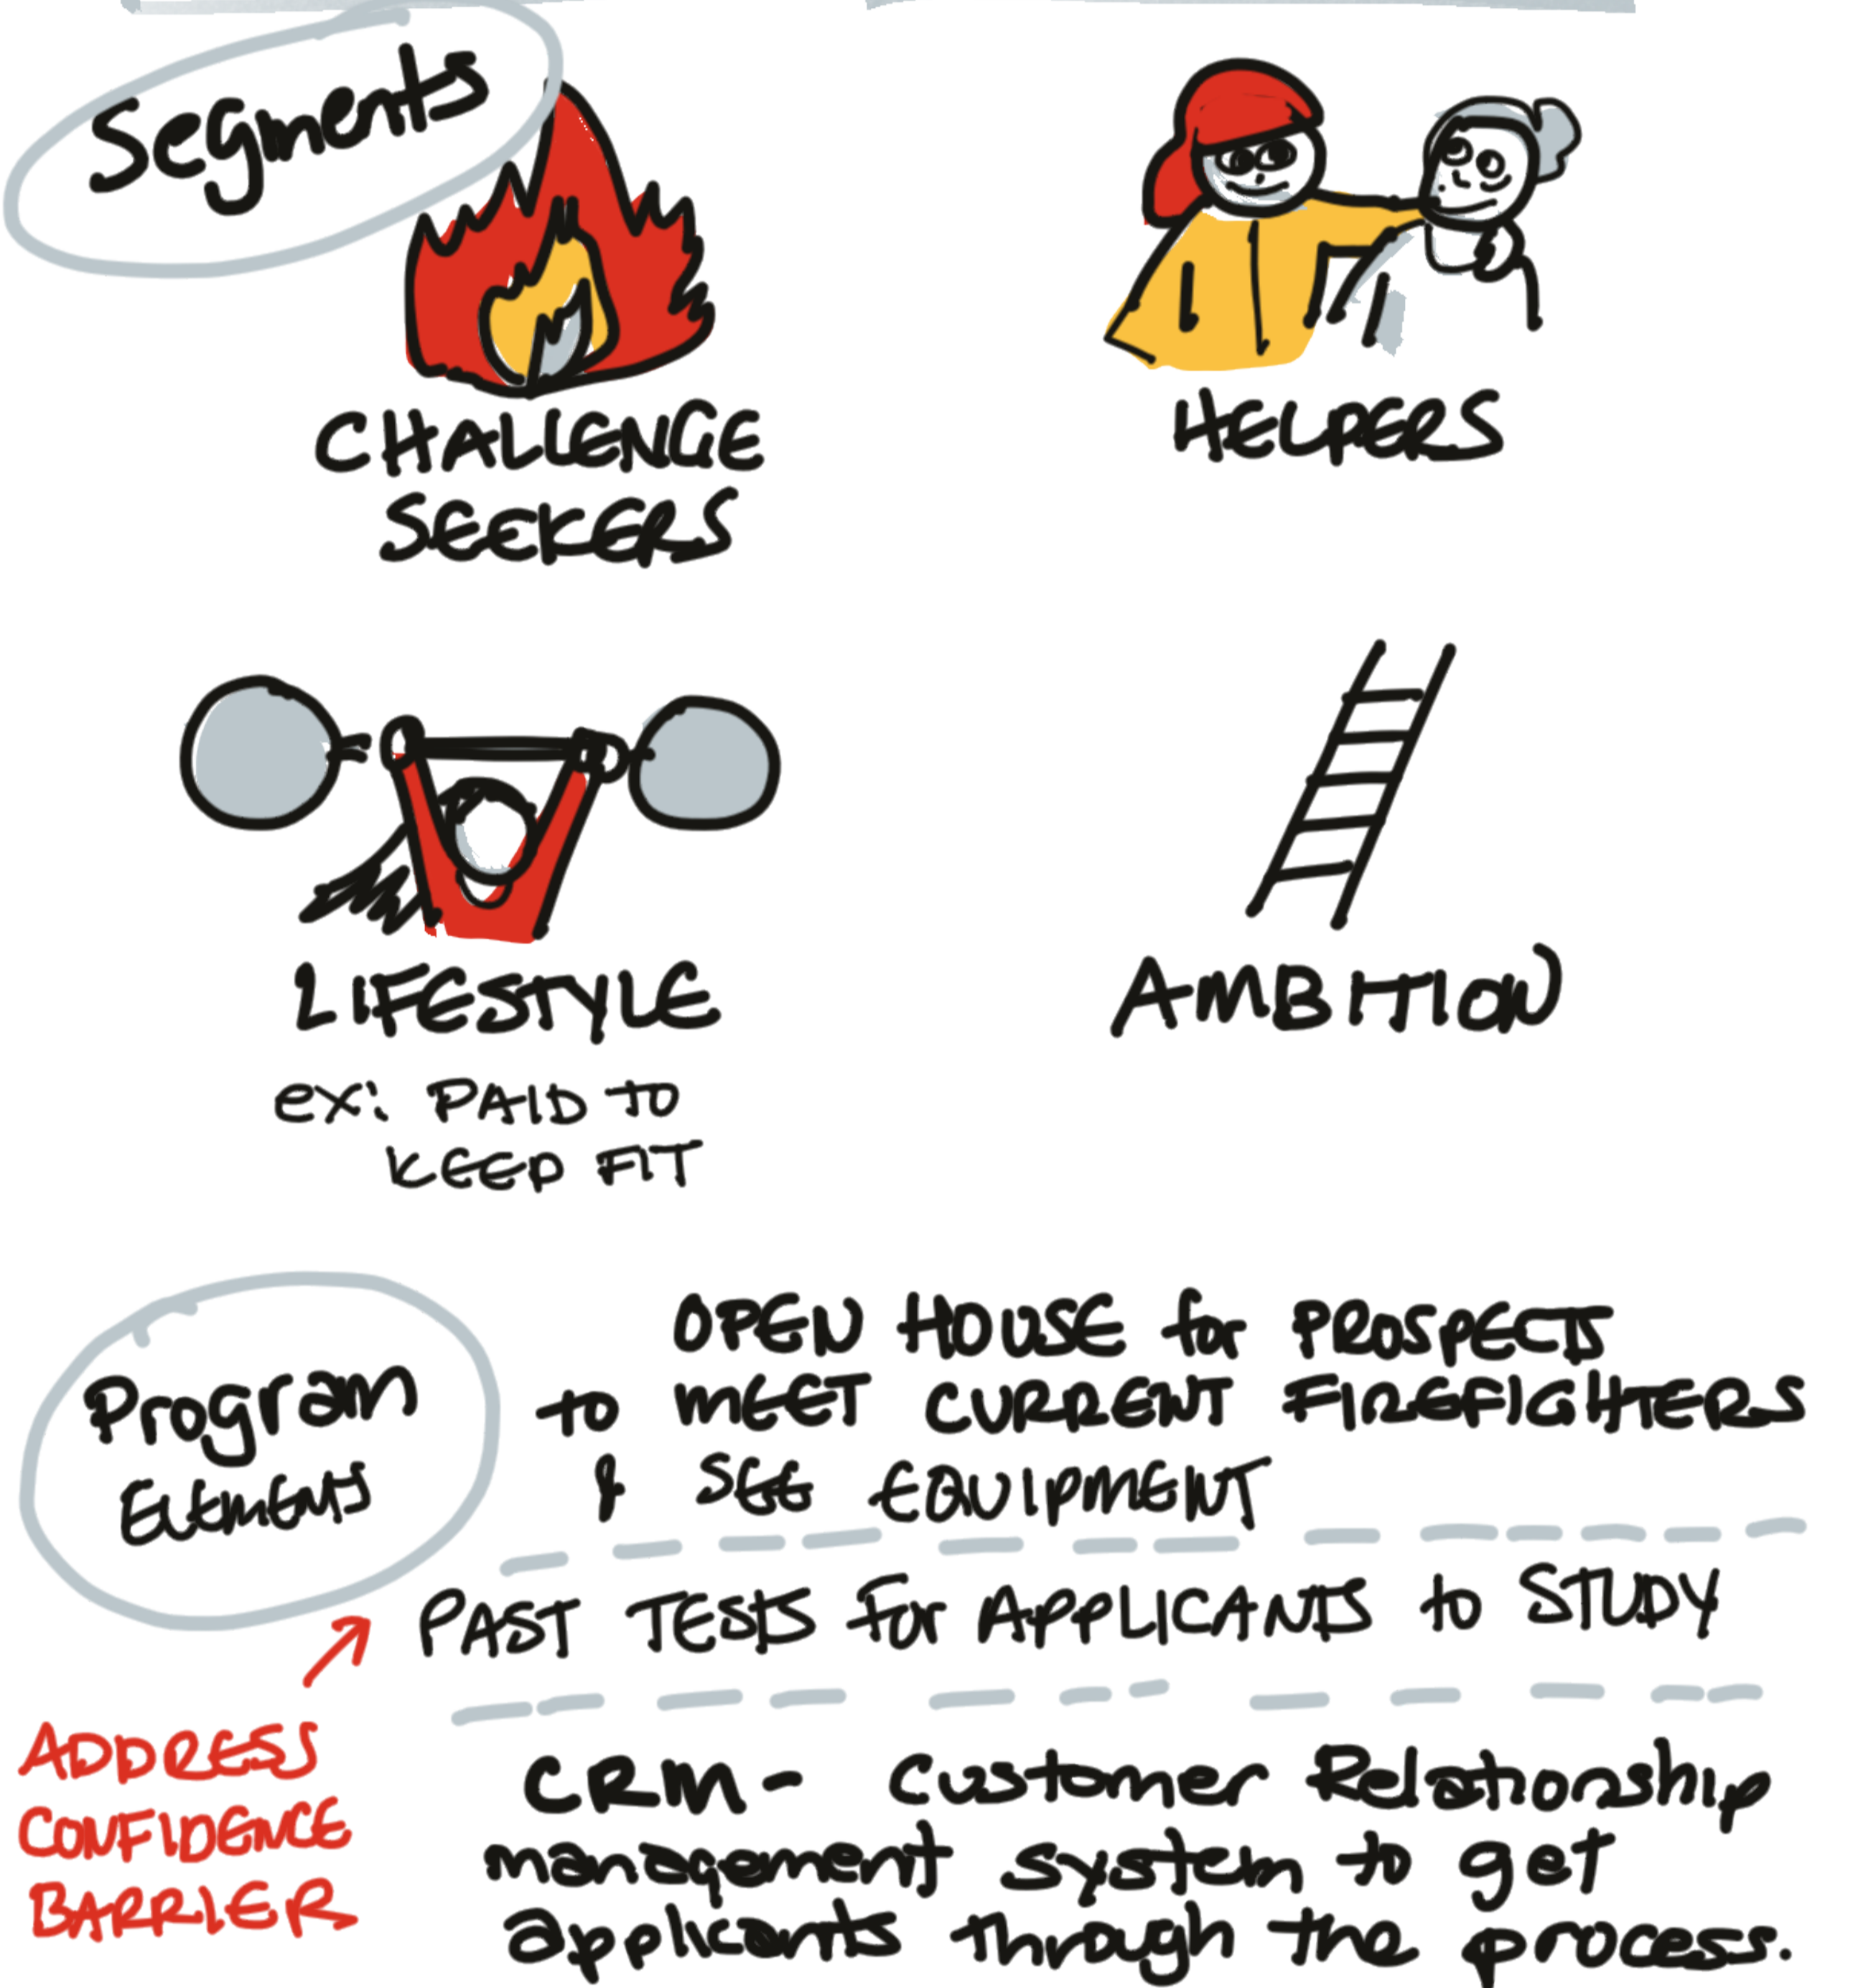 Segments
CHALLENGE
SEEKERS
HELPERS
LIFESTYLE
ex: PAID TO
KEEP FIT
AMBITION
Program
ELEMENTS
OPEN HOUSE for PROSPECTS
to MEET CURRENT FIREFIGHTERS
& SEE EQUIPMENT
PAST TESTS for APPLICANTS to STUDY
ADDRESS
CONFIDENCE
BARRIER
CRM - Customer Relationship
management system to get
applicants through the process.